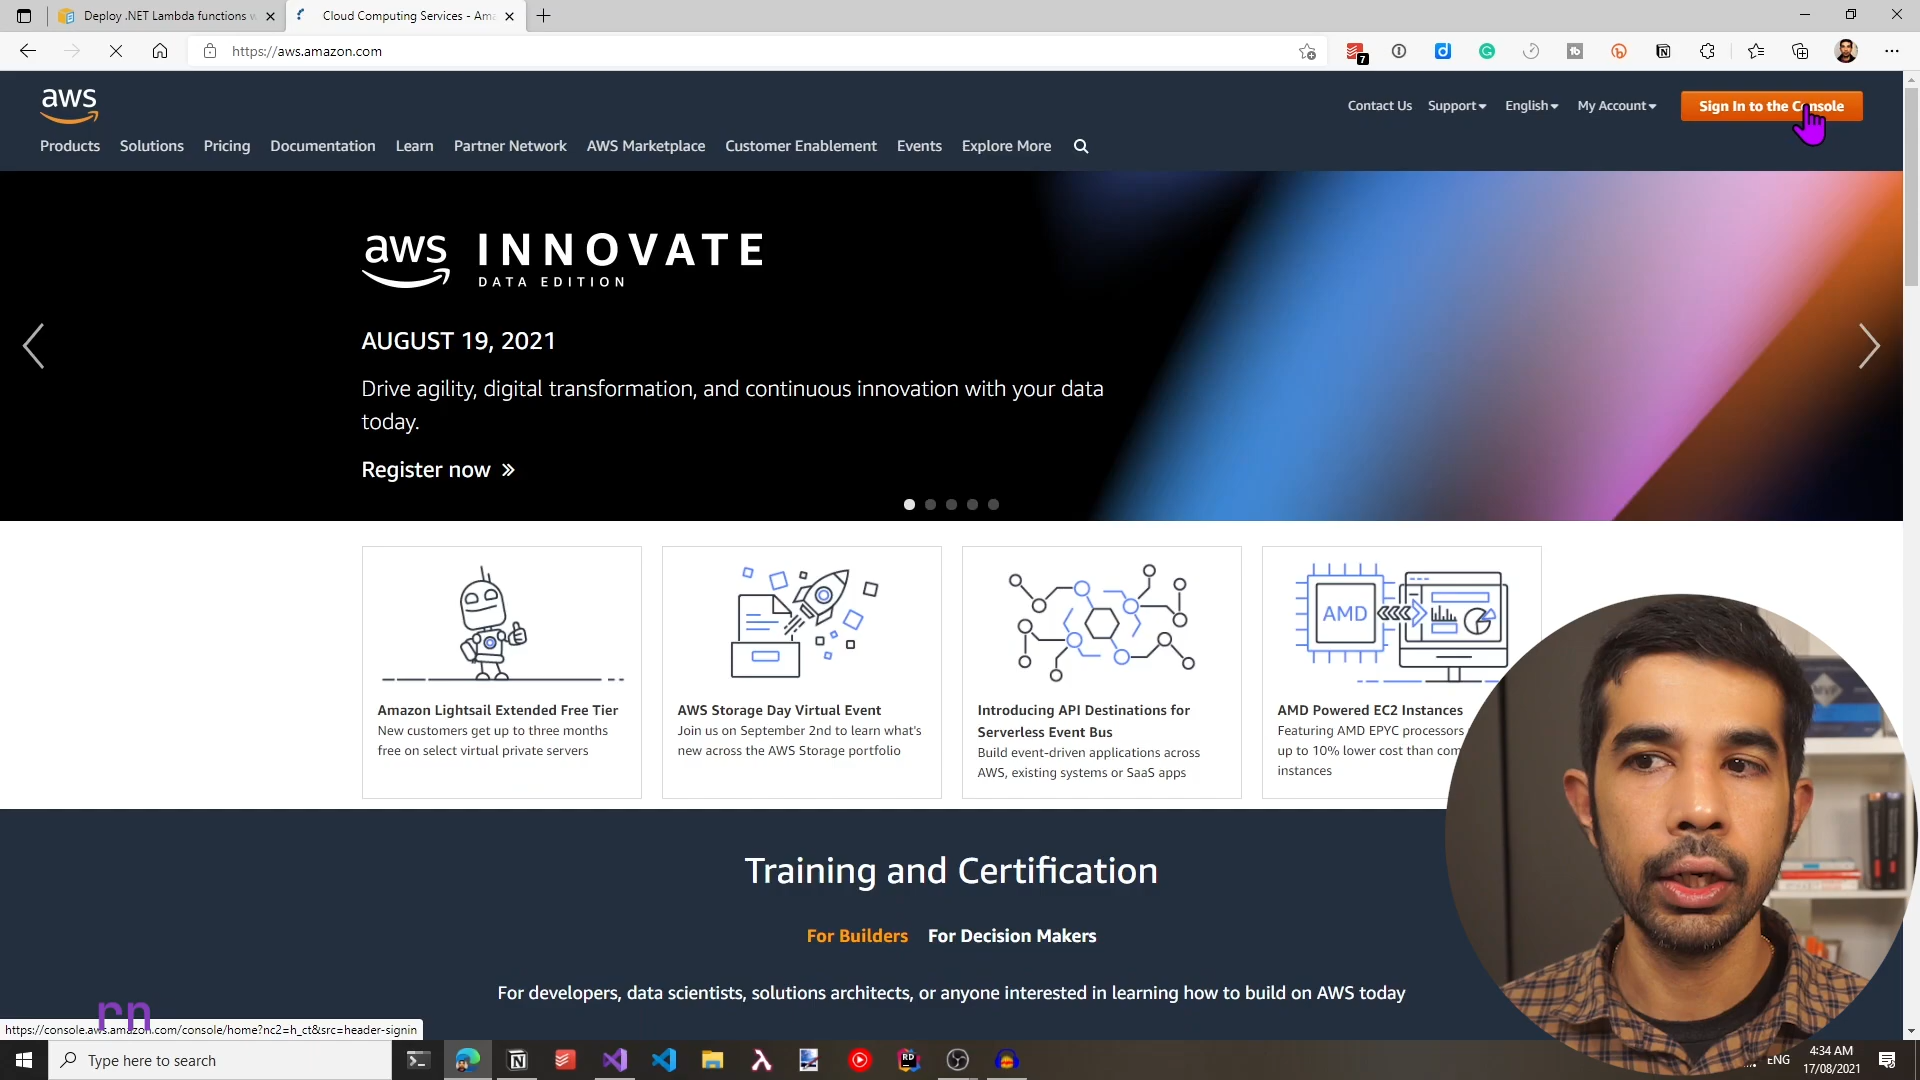 Deploy .NET Lambda functions w
Cloud Computing Services - Ama
https://aws.amazon.com
7
aws
Contact Us
Support
English
My Account
Sign In to the Console
Products
Solutions
Pricing
Documentation
Learn
Partner Network
AWS Marketplace
Customer Enablement
Events
Explore More
aws INNOVATE
DATA EDITION
AUGUST 19, 2021
Drive agility, digital transformation, and continuous innovation with your data
today.
Register now »
Amazon Lightsail Extended Free Tier
New customers get up to three months
free on select virtual private servers
AWS Storage Day Virtual Event
Join us on September 2nd to learn what's
new across the AWS Storage portfolio
Introducing API Destinations for
Serverless Event Bus
Build event-driven applications across
AWS, existing systems or SaaS apps
AMD
AMD Powered EC2 Instances
Featuring AMD EPYC processors
up to 10% lower cost than com
instances
Training and Certification
For Builders
For Decision Makers
For developers, data scientists, solutions architects, or anyone interested in learning how to build on AWS today
rn
https://console.aws.amazon.com/console/home?nc2=h_ct&src=header-signin
Type here to search
RD
ENG
4:34 AM
17/08/2021